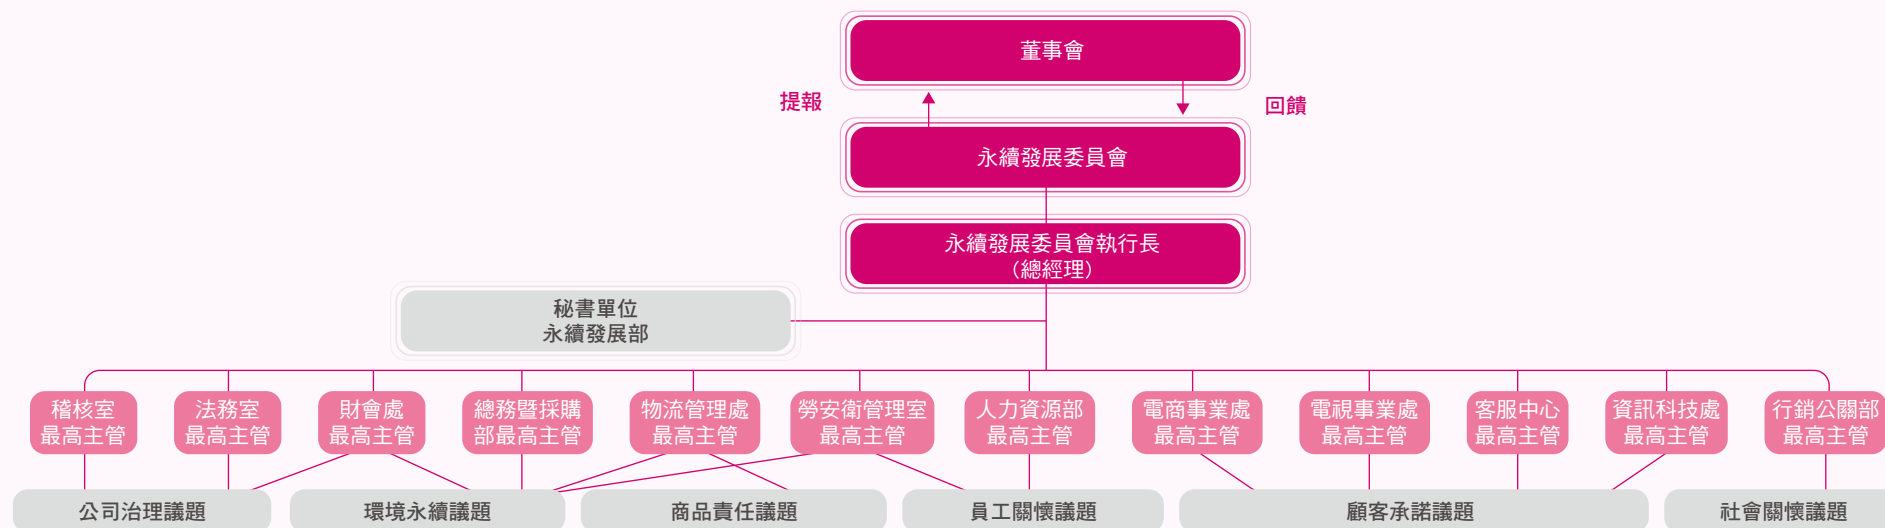 董事會
提報
回饋
永續發展委員會
永續發展委員會執行長
（總經理）
秘書單位
永續發展部
稽核室
最高主管
法務室
最高主管
財會處
最高主管
總務暨採購
部最高主管
物流管理處
最高主管
勞安衛管理室
最高主管
人力資源部
最高主管
電商事業處
最高主管
電視事業處
最高主管
客服中心
最高主管
資訊科技處
最高主管
行銷公關部
最高主管
公司治理議題
環境永續議題
商品責任議題
員工關懷議題
顧客承諾議題
社會關懷議題